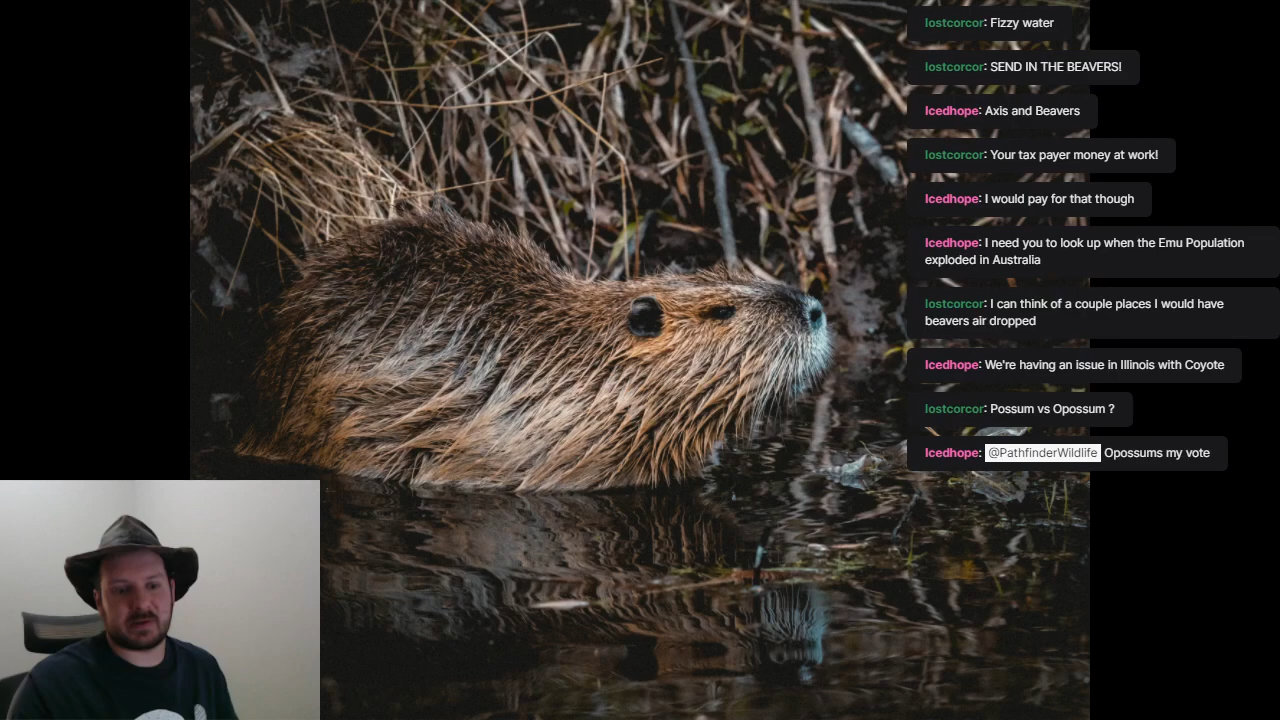 lostcorcor: Fizzy water
lostcorcor: SEND IN THE BEAVERS!
Icedhope: Axis and Beavers
lostcorcor: Your tax payer money at work!
Icedhope: I would pay for that though
Icedhope: I need you to look up when the Emu Population
exploded in Australia
lostcorcor: I can think of a couple places I would have
beavers air dropped
Icedhope: We're having an issue in Illinois with Coyote
lostcorcor: Possum vs Opossum ?
Icedhope: @PathfinderWildlife Opossums my vote